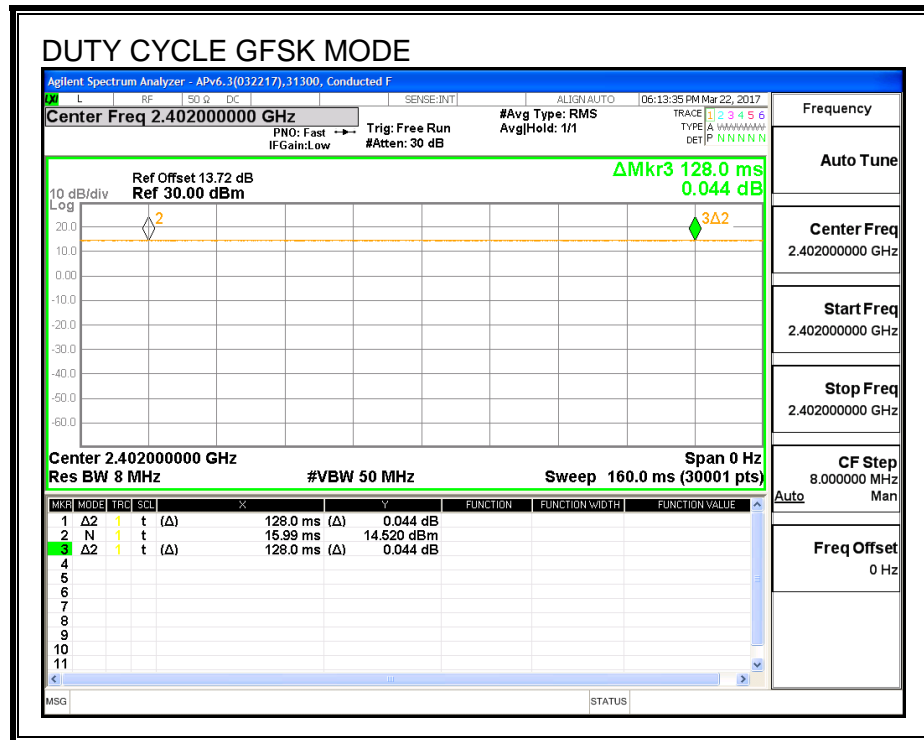 DUTY CYCLE GFSK MODE
Agilent Spectrum Analyzer - APv6.3(032217),31300, Conducted F
LXI L RF 50 Ω DC SENSE:INT ALIGN AUTO 06:13:35 PM Mar 22, 2017
Center Freq 2.402000000 GHz
PNO: Fast
IFGain:Low
Trig: Free Run
#Atten: 30 dB
#Avg Type: RMS
Avg|Hold: 1/1
TRACE 1 2 3 4 5 6
TYPE A WWWWW
DET P N N N N N
ΔMkr3 128.0 ms
0.044 dB
Ref Offset 13.72 dB
10 dB/div Ref 30.00 dBm
Log
2
3Δ2
20.0
10.0
0.00
-10.0
-20.0
-30.0
-40.0
-50.0
-60.0
Center 2.402000000 GHz Span 0 Hz
Res BW 8 MHz #VBW 50 MHz Sweep 160.0 ms (30001 pts)
MKR MODE TRC SCL X Y FUNCTION FUNCTION WIDTH FUNCTION VALUE
1 Δ2 1 t (Δ) 128.0 ms (Δ) 0.044 dB
2 N 1 t 15.99 ms 14.520 dBm
3 Δ2 1 t (Δ) 128.0 ms (Δ) 0.044 dB
4
5
6
7
8
9
10
11
MSG STATUS
Frequency
Auto Tune
Center Freq
2.402000000 GHz
Start Freq
2.402000000 GHz
Stop Freq
2.402000000 GHz
CF Step
8.000000 MHz
Auto Man
Freq Offset
0 Hz